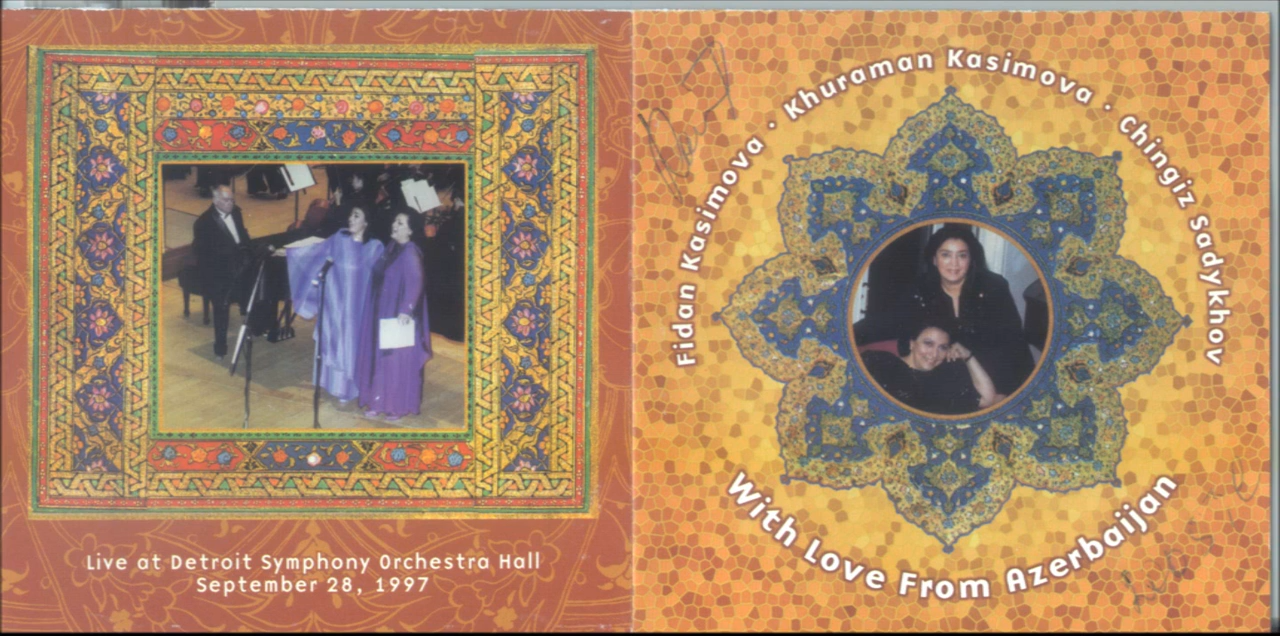 Live at Detroit Symphony Orchestra Hall
September 28, 1997
Fidan Kasimova · Khuraman Kasimova · Chingiz Sadykhov
With Love From Azerbaijan